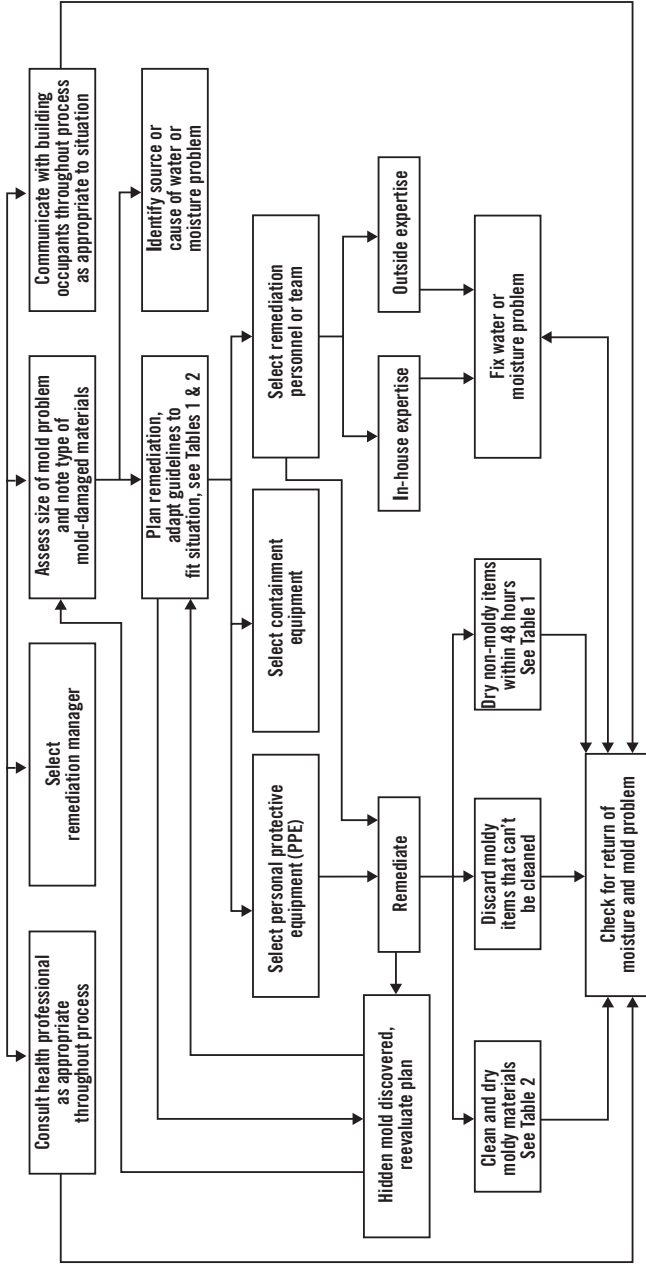 Consult health professional
as appropriate
throughout process
Select
remediation manager
Assess size of mold problem
and note type of
mold-damaged materials
Communicate with building
occupants throughout process
as appropriate to situation
Plan remediation,
adapt guidelines to
fit situation, see Tables 1 & 2
Identify source or
cause of water or
moisture problem
Select personal protective
equipment (PPE)
Select containment
equipment
Select remediation
personnel or team
Hidden mold discovered,
reevaluate plan
Remediate
In-house expertise
Outside expertise
Clean and dry
moldy materials
See Table 2
Discard moldy
items that can't
be cleaned
Dry non-moldy items
within 48 hours
See Table 1
Fix water or
moisture problem
Check for return of
moisture and mold problem